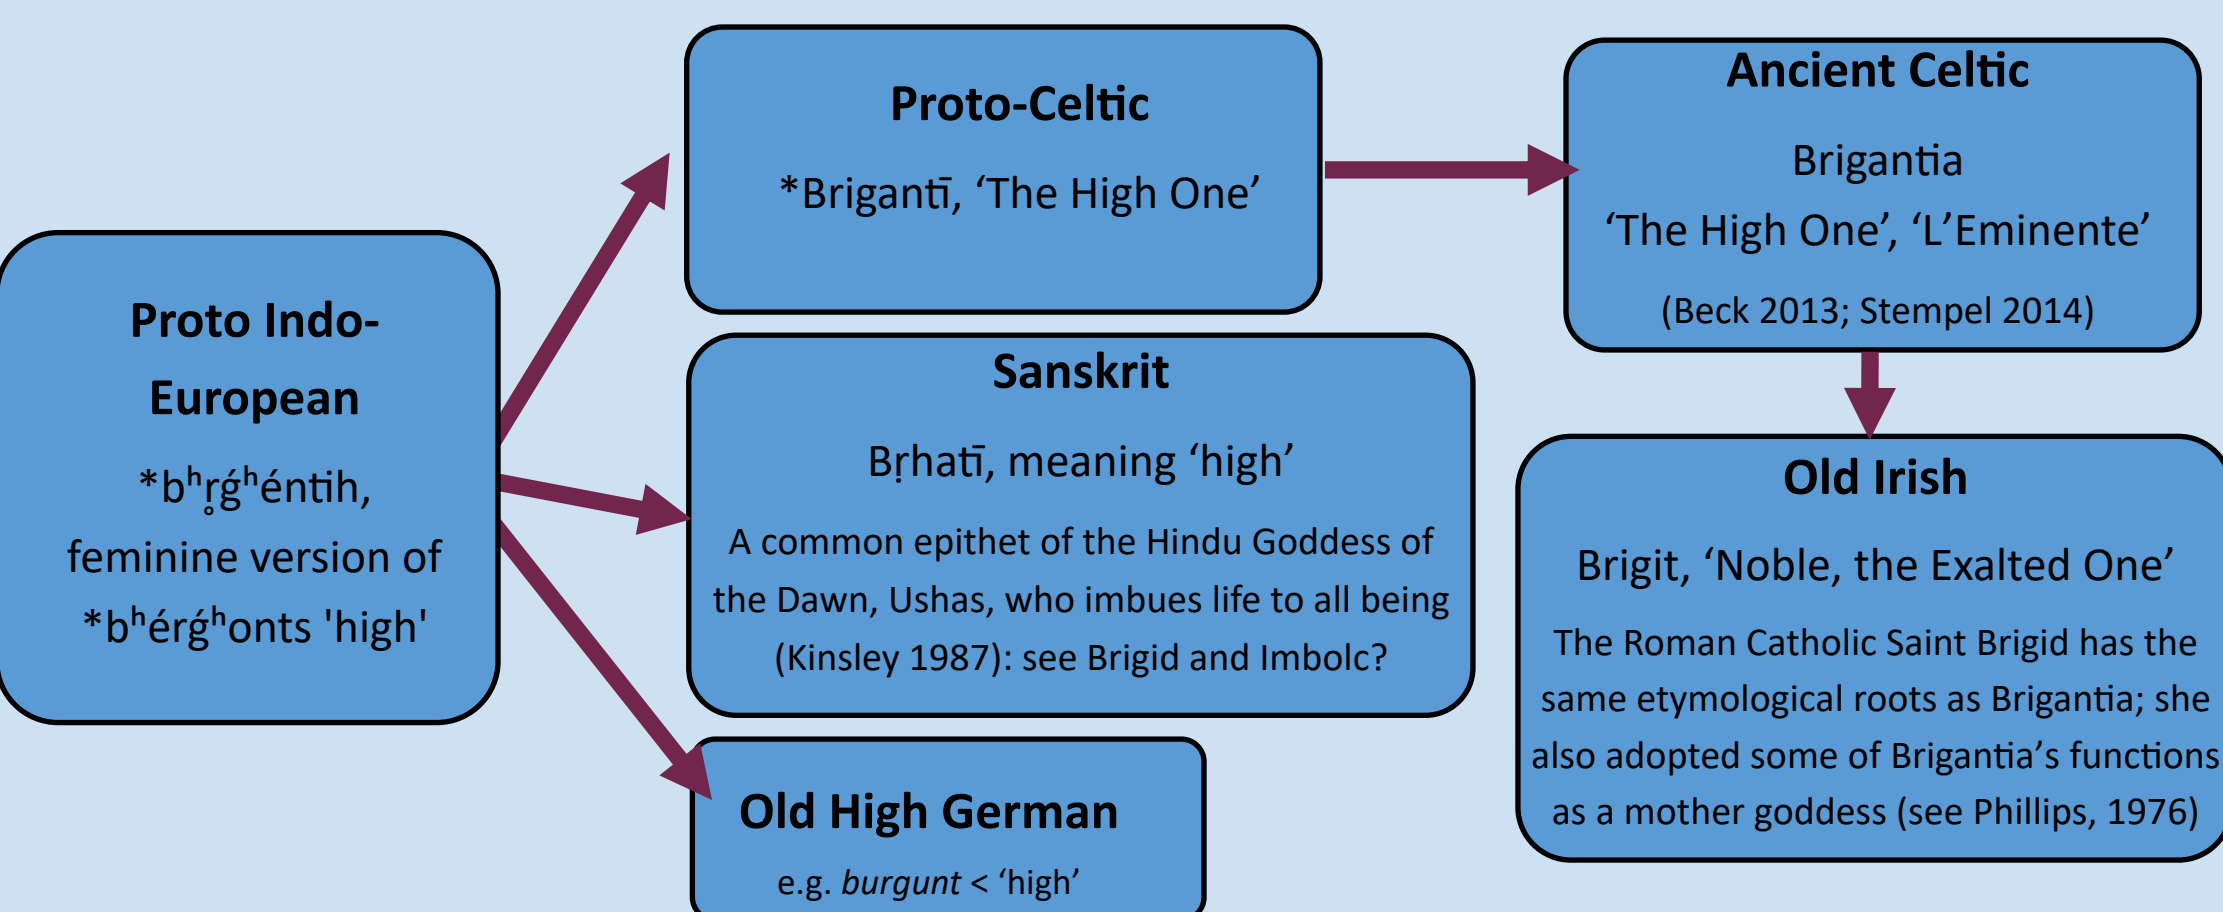 Proto Indo-
European
*bʰr̥ǵʰéntih,
feminine version of
*bʰérǵʰonts 'high'
Proto-Celtic
*Brigantī, ‘The High One’
Ancient Celtic
Brigantia
‘The High One’, ‘L’Eminente’
(Beck 2013; Stempel 2014)
Sanskrit
Bṛhatī, meaning ‘high’
A common epithet of the Hindu Goddess of
the Dawn, Ushas, who imbues life to all being
(Kinsley 1987): see Brigid and Imbolc?
Old Irish
Brigit, ‘Noble, the Exalted One’
The Roman Catholic Saint Brigid has the
same etymological roots as Brigantia; she
also adopted some of Brigantia’s functions
as a mother goddess (see Phillips, 1976)
Old High German
e.g. burgunt < ‘high’